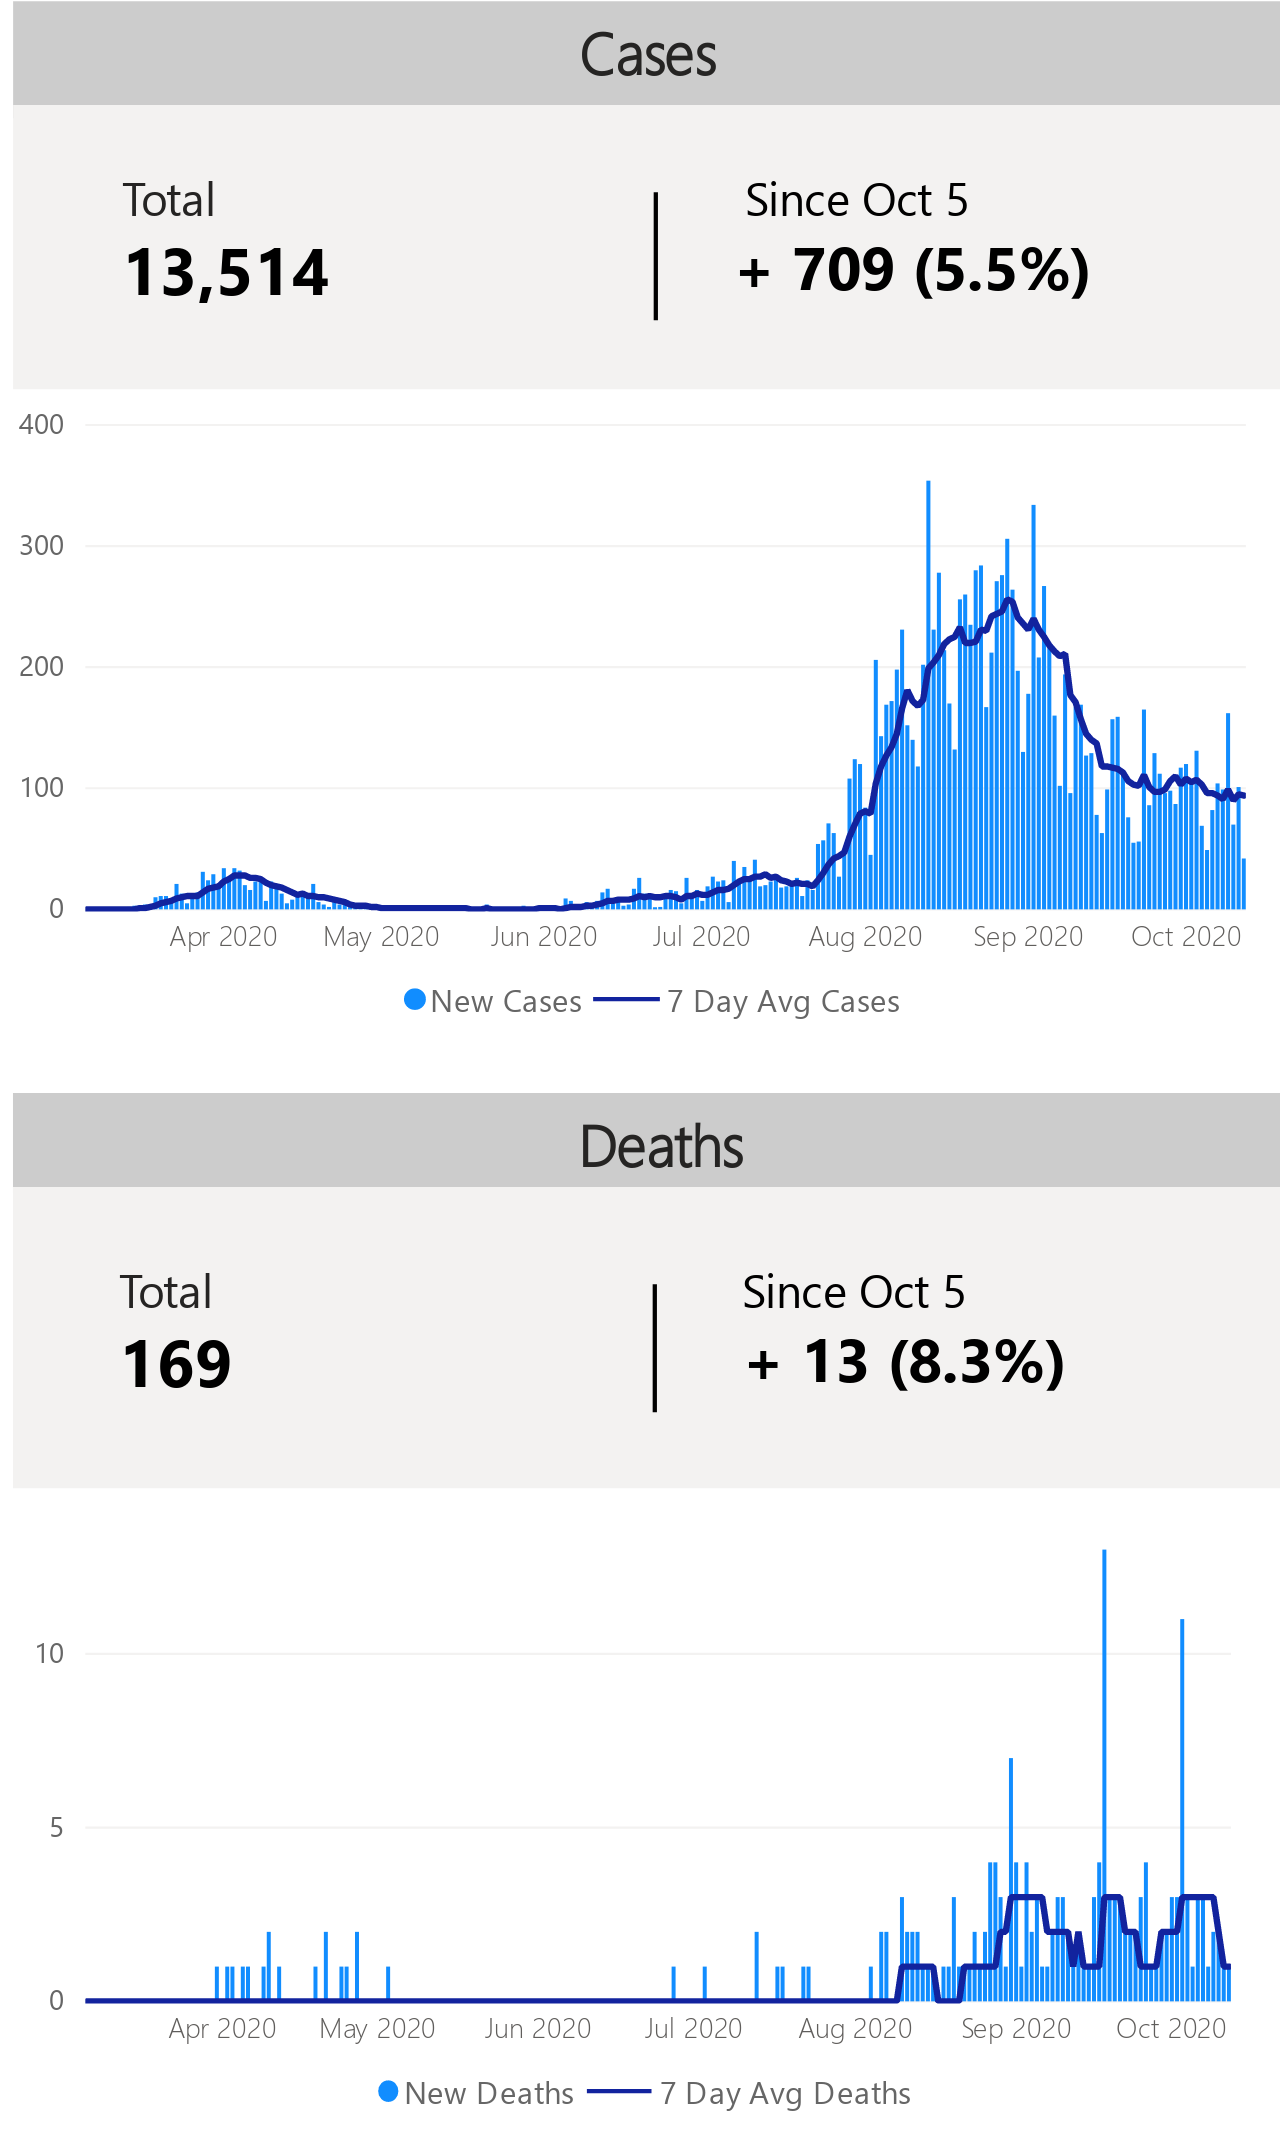 Cases
Total
Since Oct 5
13,514
+ 709 (5.5%)
400
300
200
100
0
Apr 2020 May 2020 Jun 2020 Jul 2020 Aug 2020 Sep 2020 Oct 2020
New Cases 7 Day Avg Cases
Deaths
Total
Since Oct 5
169
+ 13 (8.3%)
10
5
0
Apr 2020 May 2020 Jun 2020 Jul 2020 Aug 2020 Sep 2020 Oct 2020
New Deaths 7 Day Avg Deaths